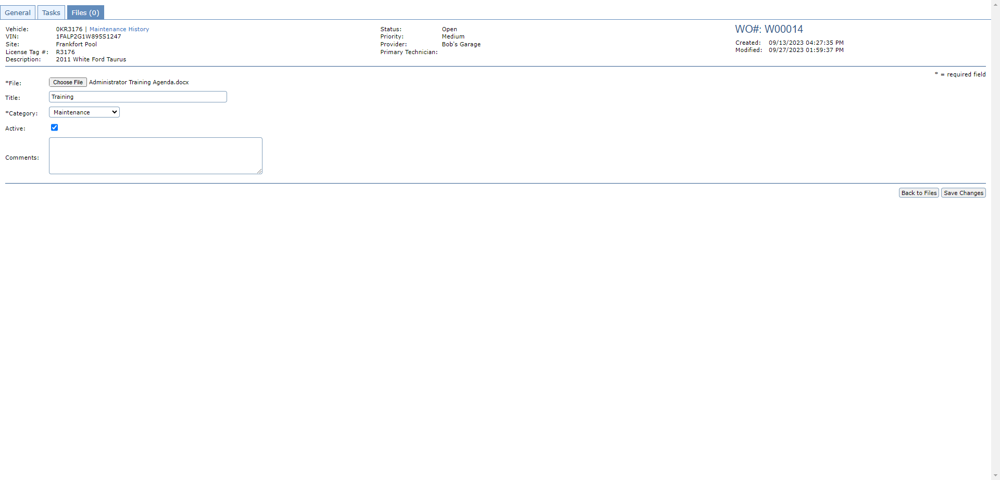 General Tasks Files (0)
Vehicle: 0KR3176 | Maintenance History
VIN: 1FALP2G1W895S1247
Site: Frankfort Pool
License Tag #: R3176
Description: 2011 White Ford Taurus
Status: Open
Priority: Medium
Provider: Bob's Garage
Primary Technician:
WO#: W00014
Created: 09/13/2023 04:27:35 PM
Modified: 09/27/2023 01:59:37 PM
* = required field
*File: Choose File Administrator Training Agenda.docx
Title: Training
*Category: Maintenance
Active:
Comments:
Back to Files Save Changes